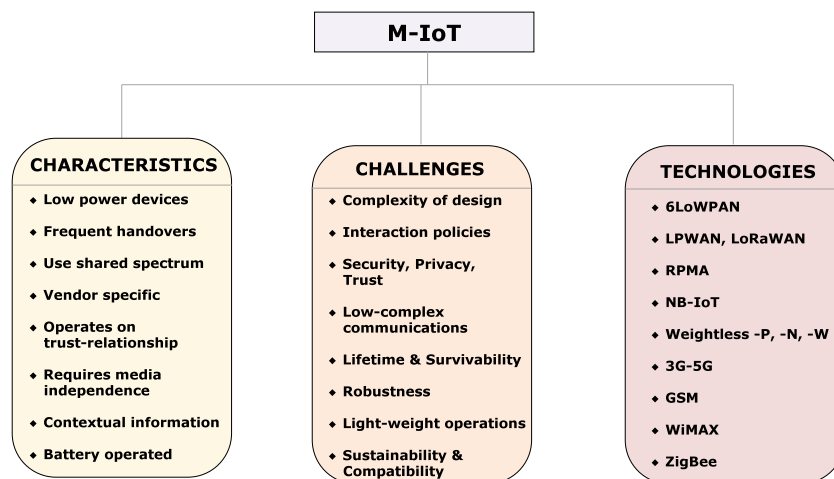 M-IoT
CHARACTERISTICS
◆ Low power devices
◆ Frequent handovers
◆ Use shared spectrum
◆ Vendor specific
◆ Operates on
trust-relationship
◆ Requires media
independence
◆ Contextual information
◆ Battery operated
CHALLENGES
◆ Complexity of design
◆ Interaction policies
◆ Security, Privacy,
Trust
◆ Low-complex
communications
◆ Lifetime & Survivability
◆ Robustness
◆ Light-weight operations
◆ Sustainability &
Compatibility
TECHNOLOGIES
◆ 6LoWPAN
◆ LPWAN, LoRaWAN
◆ RPMA
◆ NB-IoT
◆ Weightless -P, -N, -W
◆ 3G-5G
◆ GSM
◆ WiMAX
◆ ZigBee